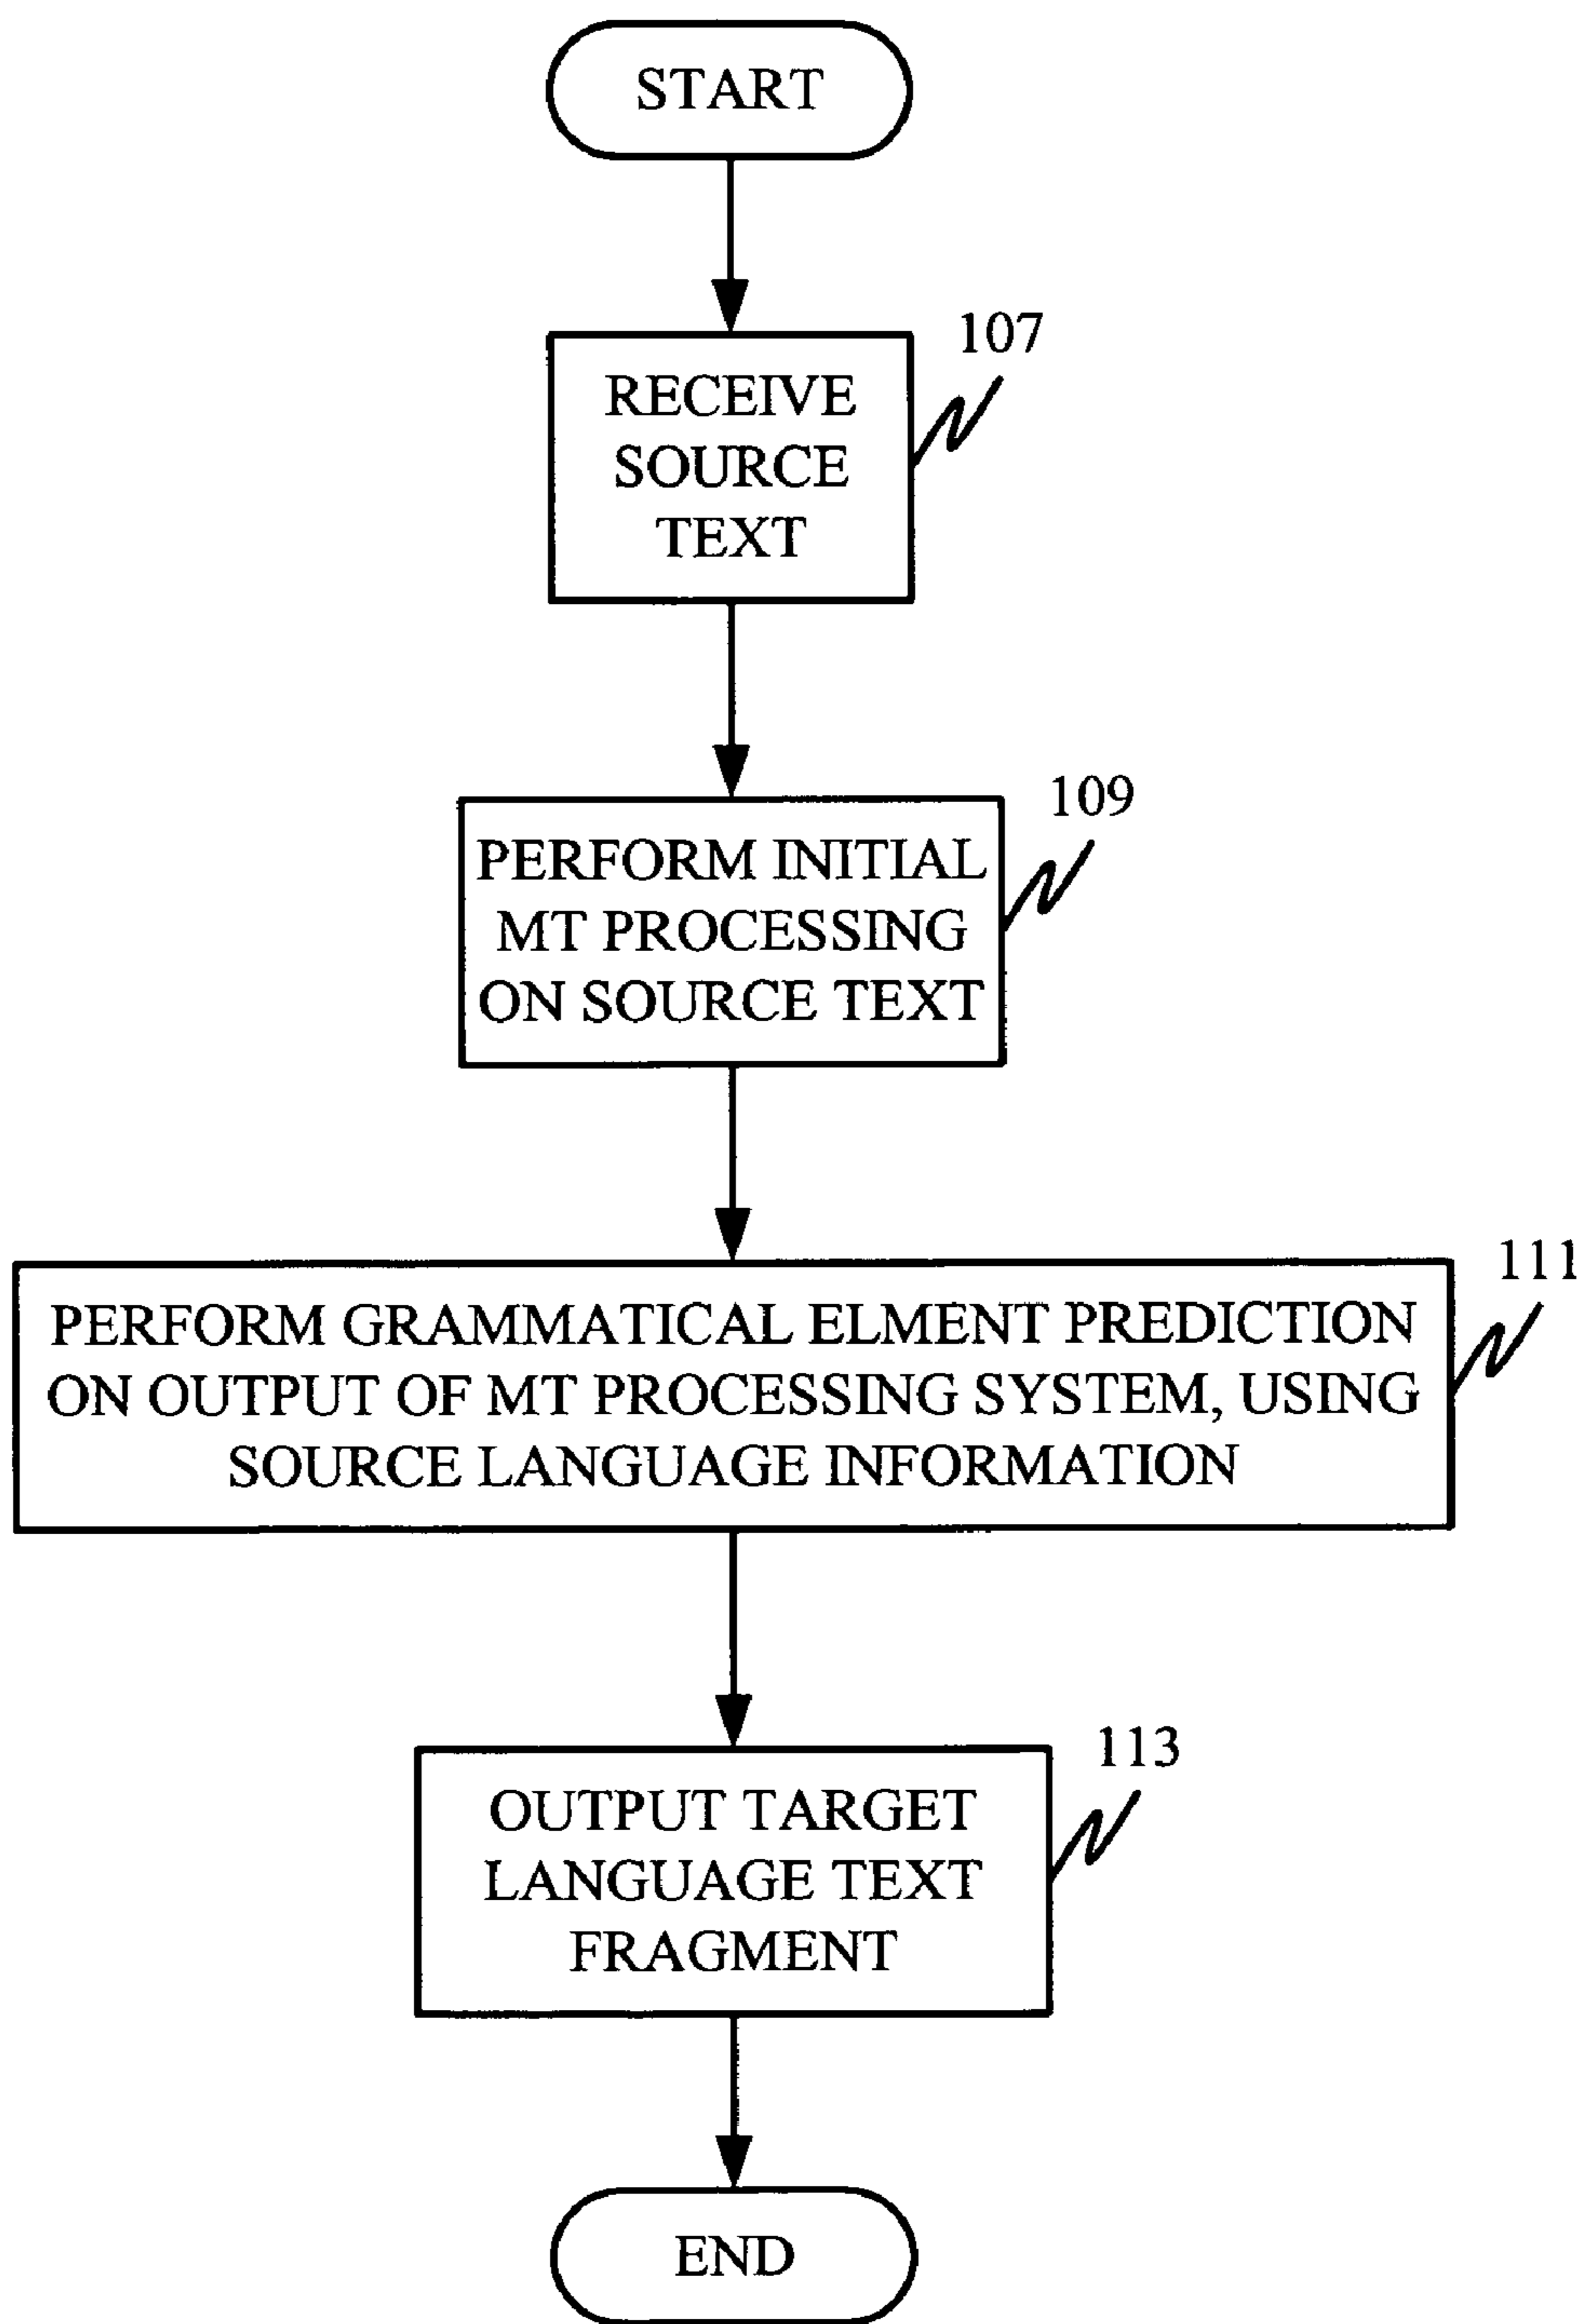 START
107
RECEIVE
SOURCE
TEXT
109
PERFORM INITIAL
MT PROCESSING
ON SOURCE TEXT
111
PERFORM GRAMMATICAL ELMENT PREDICTION
ON OUTPUT OF MT PROCESSING SYSTEM, USING
SOURCE LANGUAGE INFORMATION
113
OUTPUT TARGET
LANGUAGE TEXT
FRAGMENT
END